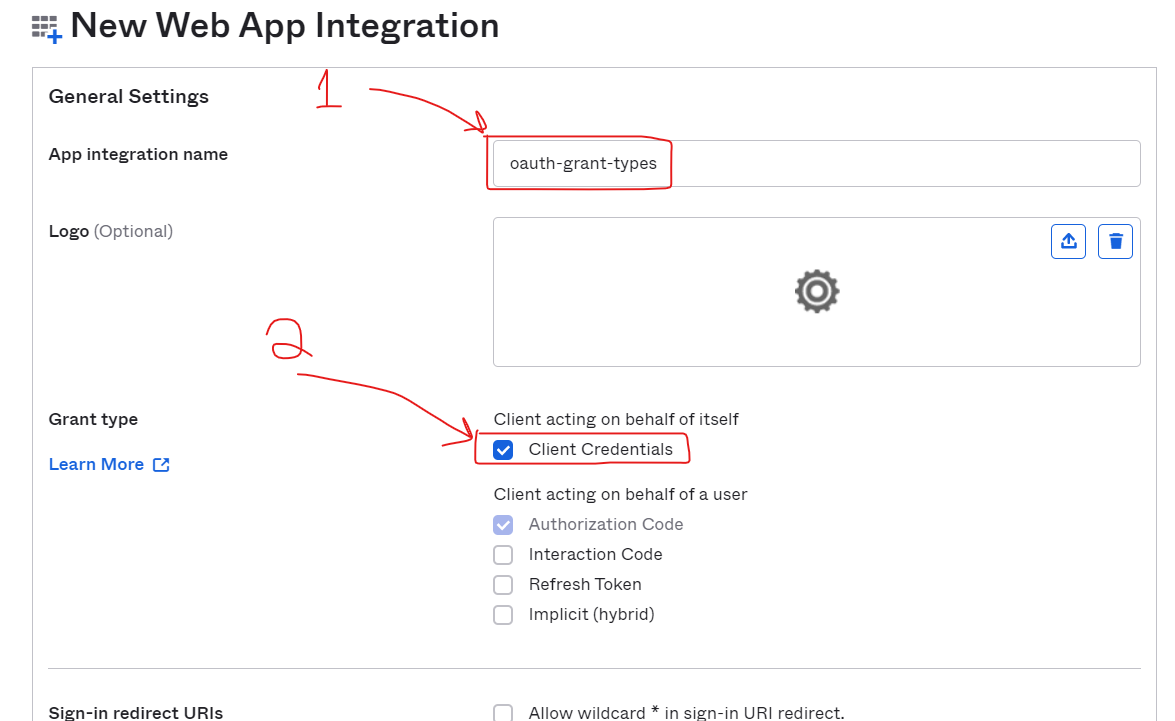 New Web App Integration
General Settings
1
App integration name
oauth-grant-types
Logo (Optional)
2
Grant type
Client acting on behalf of itself
Client Credentials
Learn More
Client acting on behalf of a user
Authorization Code
Interaction Code
Refresh Token
Implicit (hybrid)
Sign-in redirect URIs
Allow wildcard * in sign-in URI redirect.